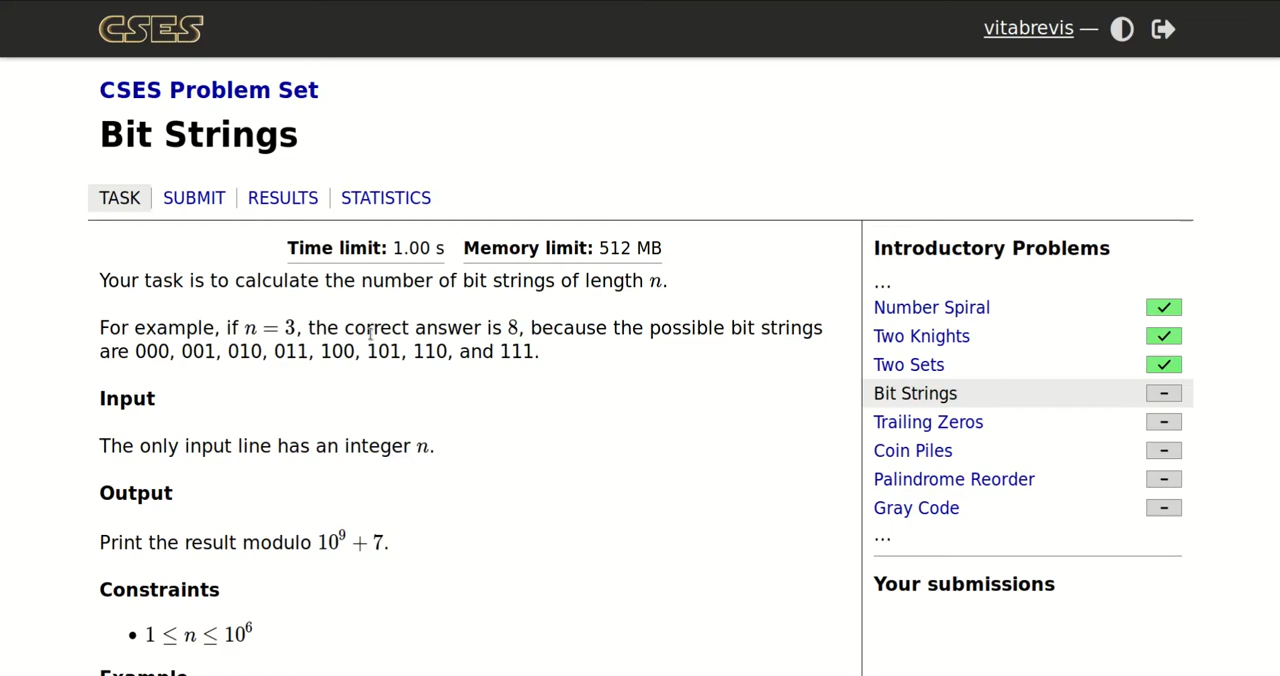 CSES
vitabrevis —
CSES Problem Set
Bit Strings
TASK SUBMIT RESULTS STATISTICS
Time limit: 1.00 s Memory limit: 512 MB
Your task is to calculate the number of bit strings of length n.
For example, if n = 3, the correct answer is 8, because the possible bit strings
are 000, 001, 010, 011, 100, 101, 110, and 111.
Input
The only input line has an integer n.
Output
Print the result modulo 10⁹ + 7.
Constraints
• 1 ≤ n ≤ 10⁶
Example
Introductory Problems
...
Number Spiral
Two Knights
Two Sets
Bit Strings –
Trailing Zeros –
Coin Piles –
Palindrome Reorder –
Gray Code –
...
Your submissions